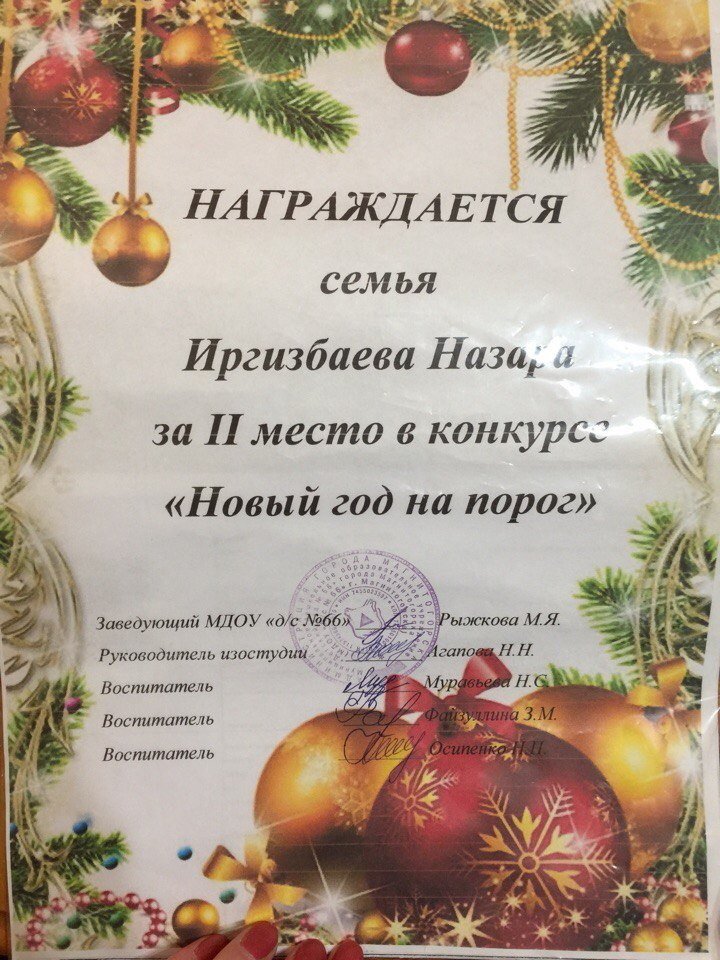 НАГРАЖДАЕТСЯ
семья
Иргизбаева Назара
за II место в конкурсе
«Новый год на порог»
Заведующий МДОУ «д/с №66» Рыжкова М.Я.
Руководитель изостудии Агапова Н.Н.
Воспитатель Муравьева Н.С.
Воспитатель Файзуллина З.М.
Воспитатель Осипенко Н.П.